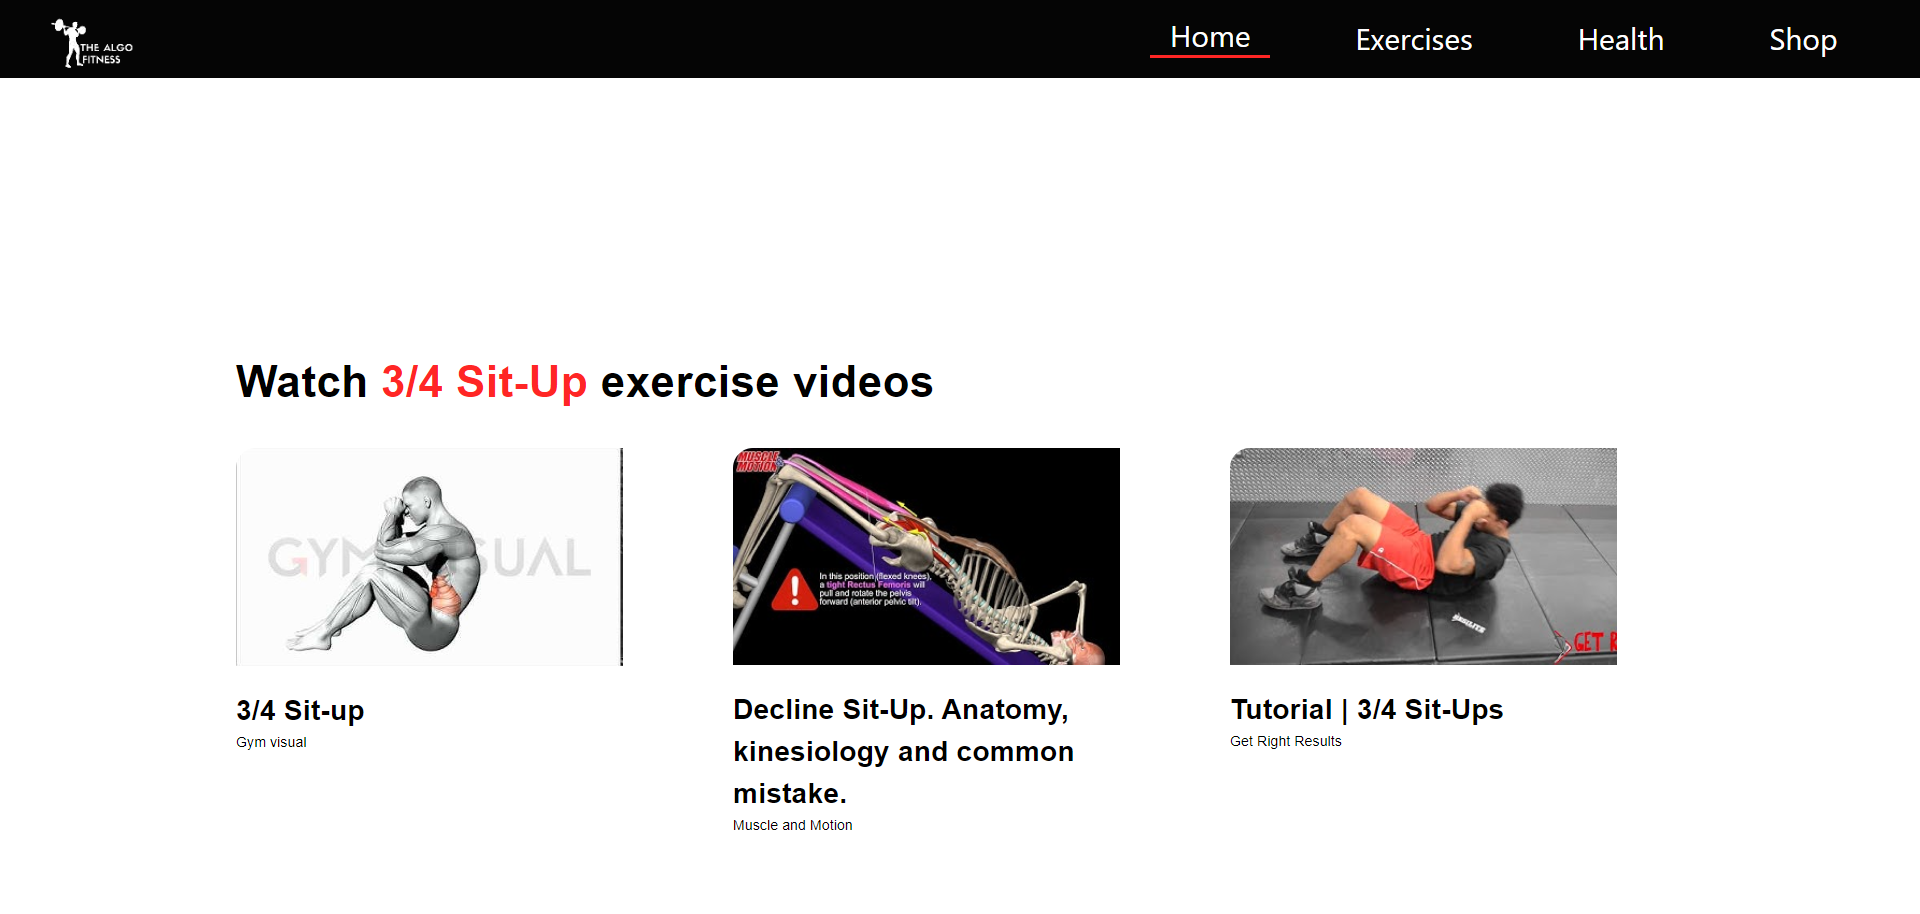 THE ALGO
FITNESS
Home
Exercises
Health
Shop
Watch 3/4 Sit-Up exercise videos
GYM VISUAL
MUSCLE
MOTION
In this position (flexed knees),
a tight Rectus Femoris will
pull and rotate the pelvis
forward (anterior pelvic tilt).
GET R
3/4 Sit-up
Gym visual
Decline Sit-Up. Anatomy,
kinesiology and common
mistake.
Muscle and Motion
Tutorial | 3/4 Sit-Ups
Get Right Results